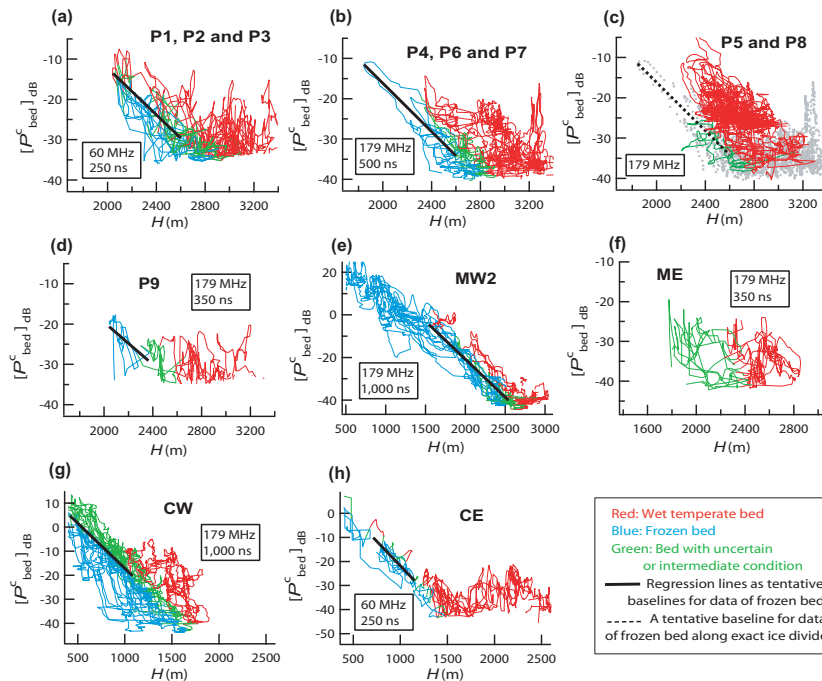 (a)
P1, P2 and P3
[P^c_bed] dB
-10
-20
-30
-40
60 MHz
250 ns
2000 2400 2800 3200
H (m)
(b)
P4, P6 and P7
[P^c_bed] dB
-10
-20
-30
-40
179 MHz
500 ns
2000 2400 2800 3200
H (m)
(c)
P5 and P8
[P^c_bed] dB
-10
-20
-30
-40
179 MHz
2000 2400 2800 3200
H (m)
(d)
P9
[P^c_bed] dB
-5
-20
-30
-40
179 MHz
350 ns
2000 2400 2800 3200
H (m)
(e)
MW2
[P^c_bed] dB
20
0
-20
-40
179 MHz
1,000 ns
500 1000 1500 2000 2500 3000
H (m)
(f)
ME
[P^c_bed] dB
-10
-20
-30
-40
179 MHz
350 ns
1600 2000 2400 2800
H (m)
(g)
CW
[P^c_bed] dB
10
0
-10
-20
-30
-40
179 MHz
1,000 ns
500 1000 1500 2000 2500
H (m)
(h)
CE
[P^c_bed] dB
10
0
-10
-20
-30
-40
-50
60 MHz
250 ns
500 1000 1500 2000 2500
H (m)
Red: Wet temperate bed
Blue: Frozen bed
Green: Bed with uncertain
or intermediate condition
Regression lines as tentative
baselines for data of frozen bed
A tentative baseline for data
of frozen bed along exact ice divide